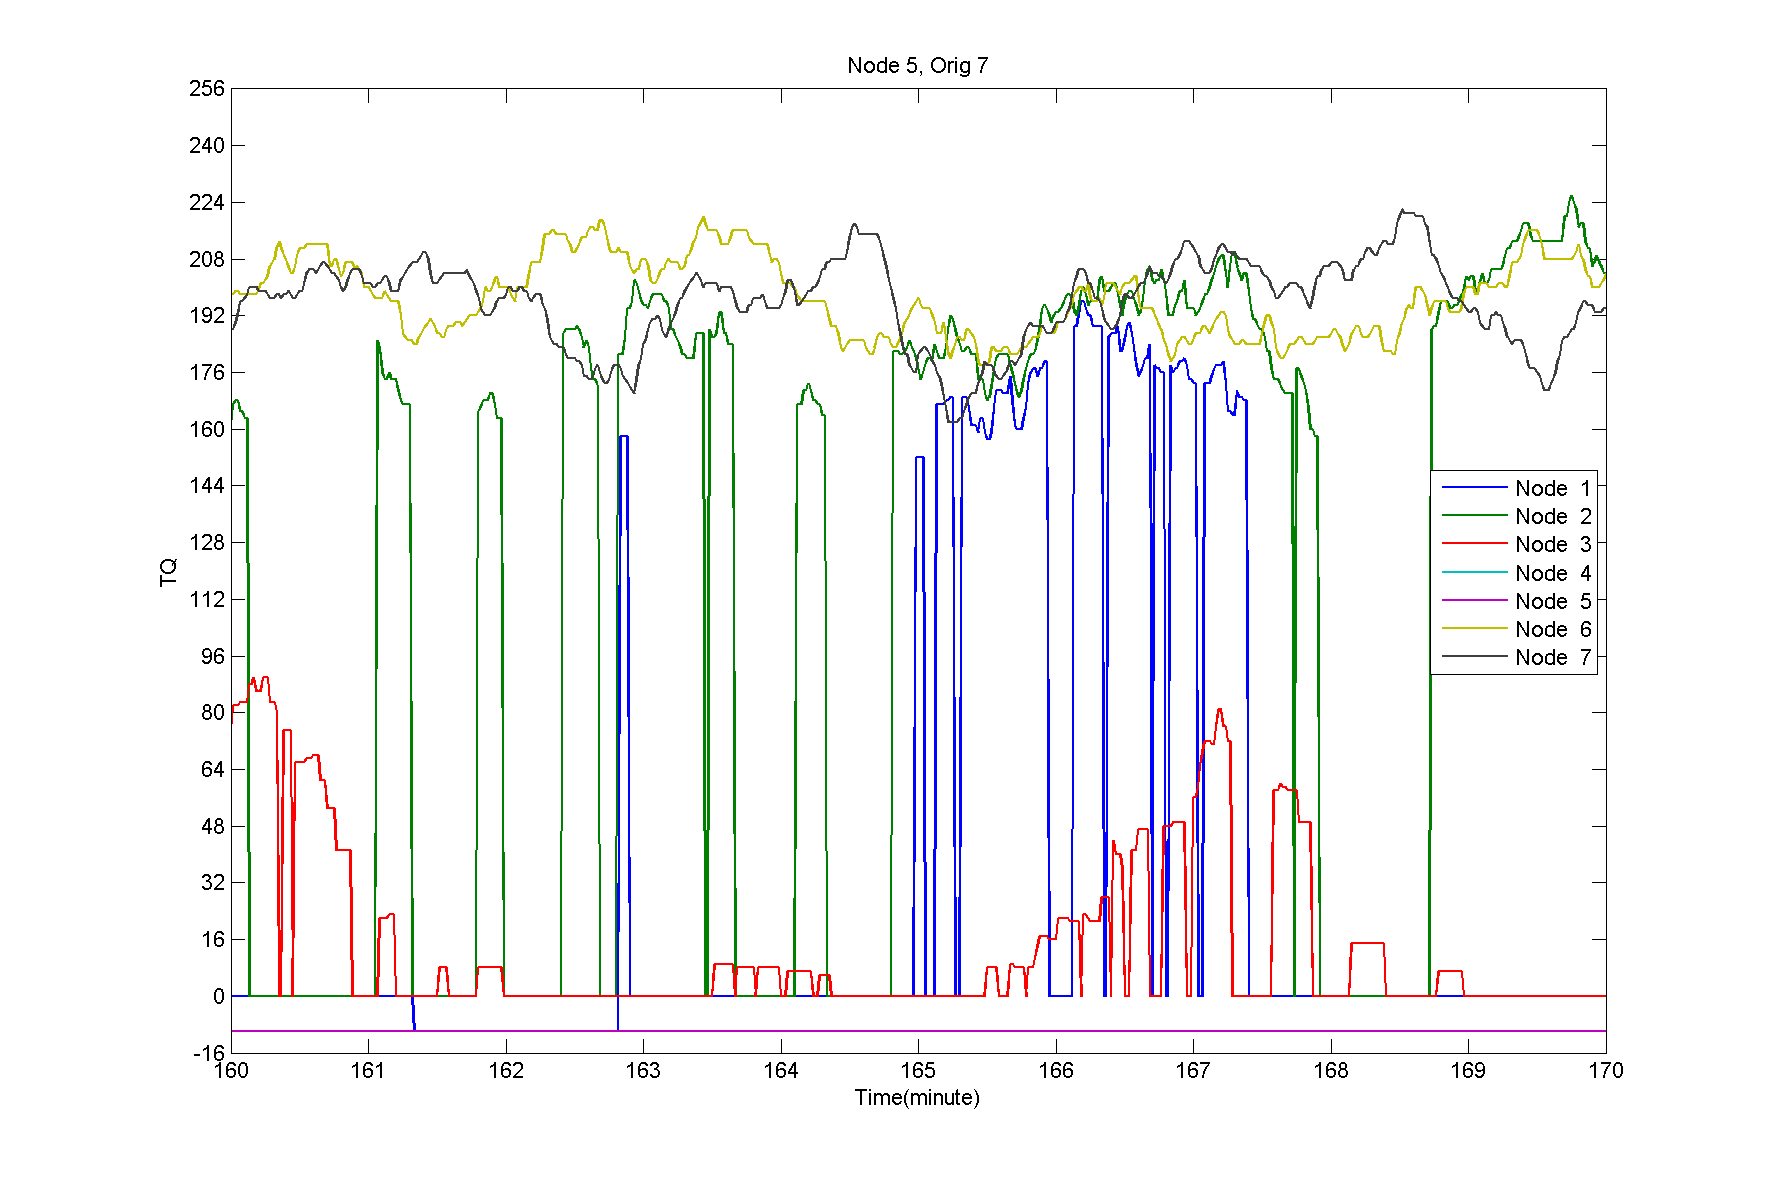 Node 5, Orig 7
256
240
224
208
192
176
160
144
128
112
96
80
64
48
32
16
0
-16
TQ
Node 1
Node 2
Node 3
Node 4
Node 5
Node 6
Node 7
160 161 162 163 164 165 166 167 168 169 170
Time(minute)